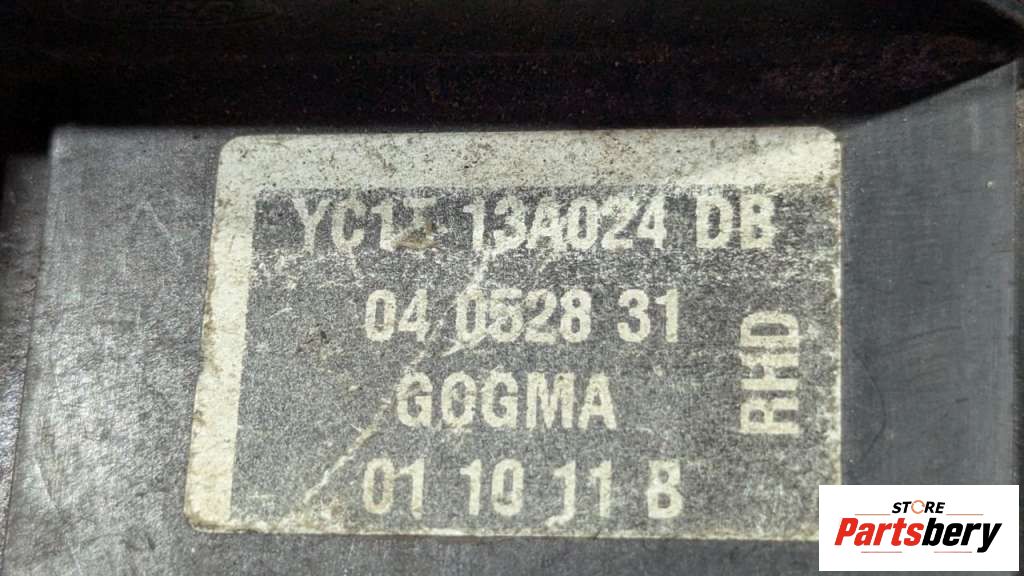 YC1T 13A024 DB
04 0528 31
GOGMA
01 10 11 B
RHD
STORE
Partsbery